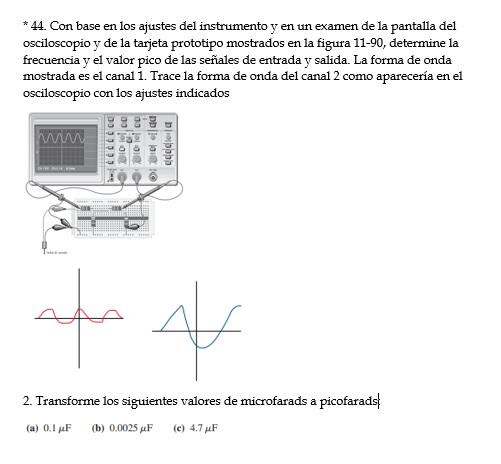 * 44. Con base en los ajustes del instrumento y en un examen de la pantalla del
osciloscopio y de la tarjeta prototipo mostrados en la figura 11-90, determine la
frecuencia y el valor pico de las señales de entrada y salida. La forma de onda
mostrada es el canal 1. Trace la forma de onda del canal 2 como aparecería en el
osciloscopio con los ajustes indicados
2. Transforme los siguientes valores de microfarads a picofarads
(a) 0.1 μF (b) 0.0025 μF (c) 4.7 μF